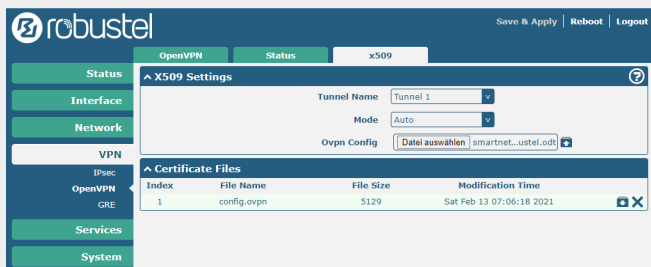 robustel
Save & Apply | Reboot | Logout
OpenVPN Status x509
Status
Interface
Network
VPN
IPsec
OpenVPN
GRE
Services
System
X509 Settings
Tunnel Name Tunnel 1
Mode Auto
Ovpn Config Datei auswählen smartnet...ustel.odt
Certificate Files
Index File Name File Size Modification Time
1 config.ovpn 5129 Sat Feb 13 07:06:18 2021